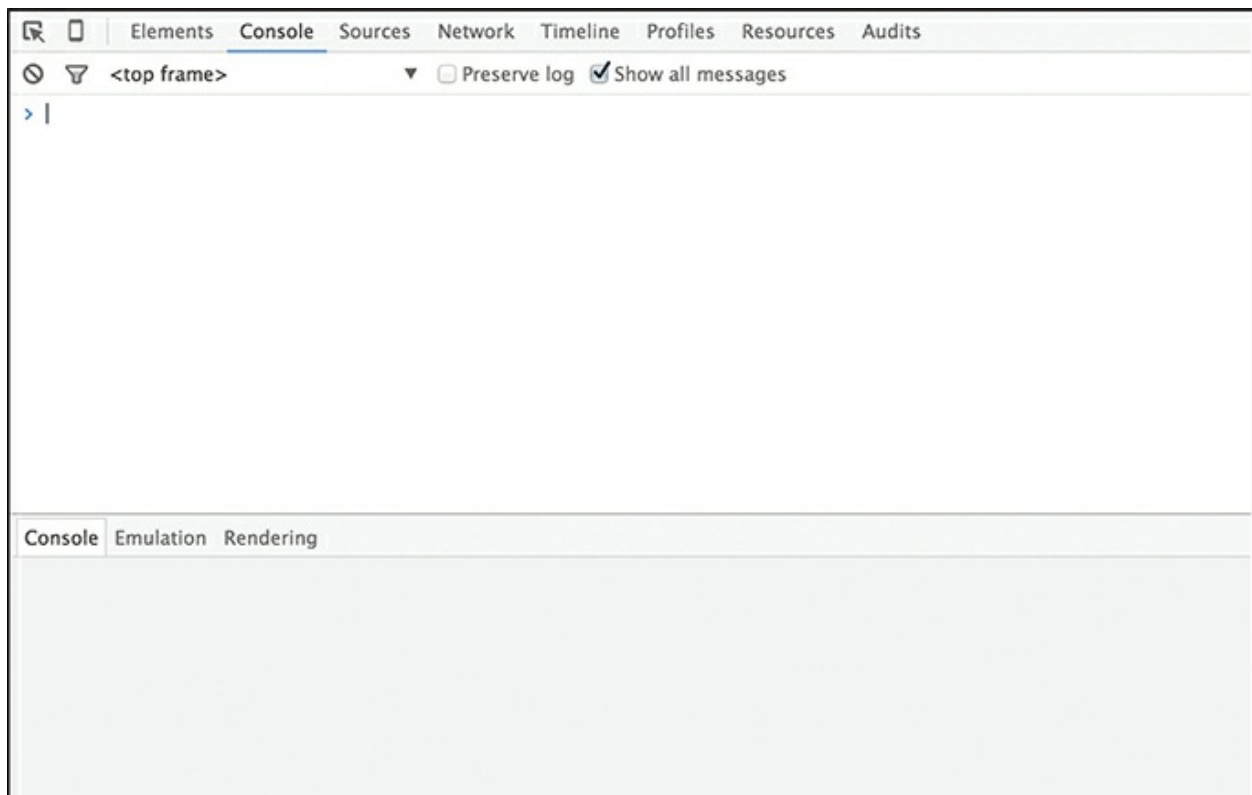 Elements Console Sources Network Timeline Profiles Resources Audits
<top frame> ▼ Preserve log Show all messages
>
Console Emulation Rendering